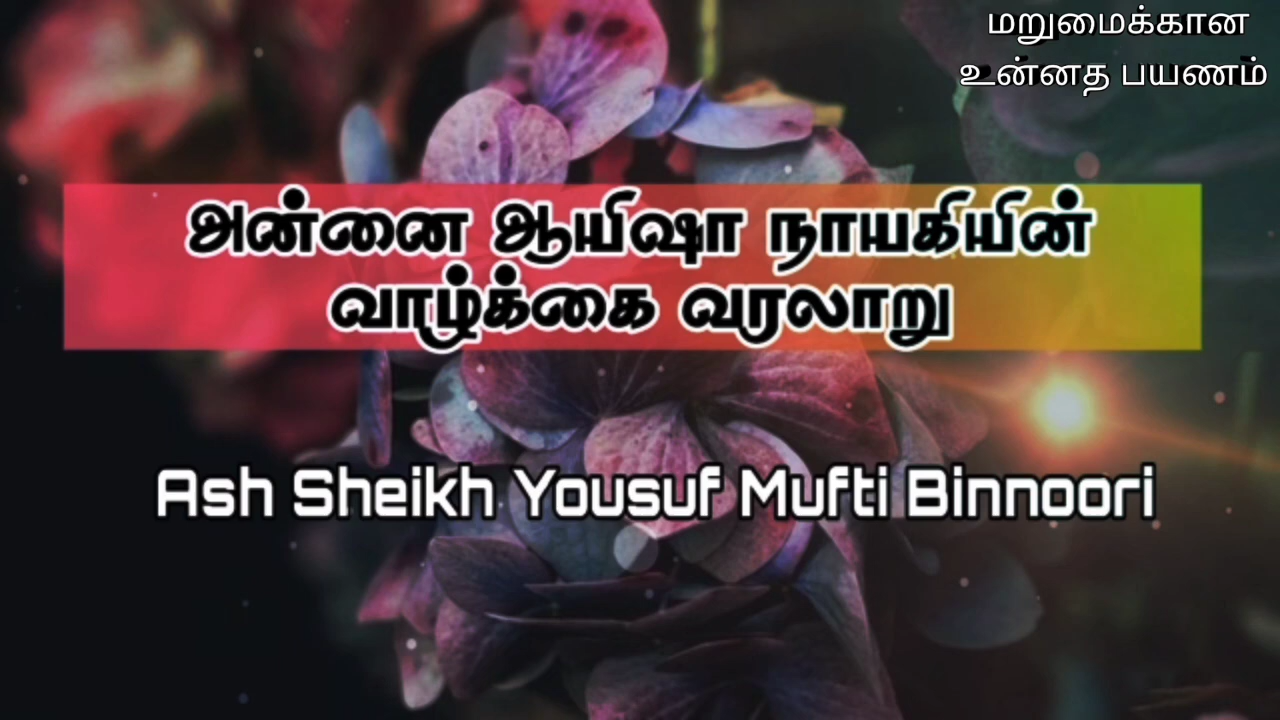 மறுமைக்கான
உன்னத பயணம்
அன்னை ஆயிஷா நாயகியின்
வாழ்க்கை வரலாறு
Ash Sheikh Yousuf Mufti Binnoori